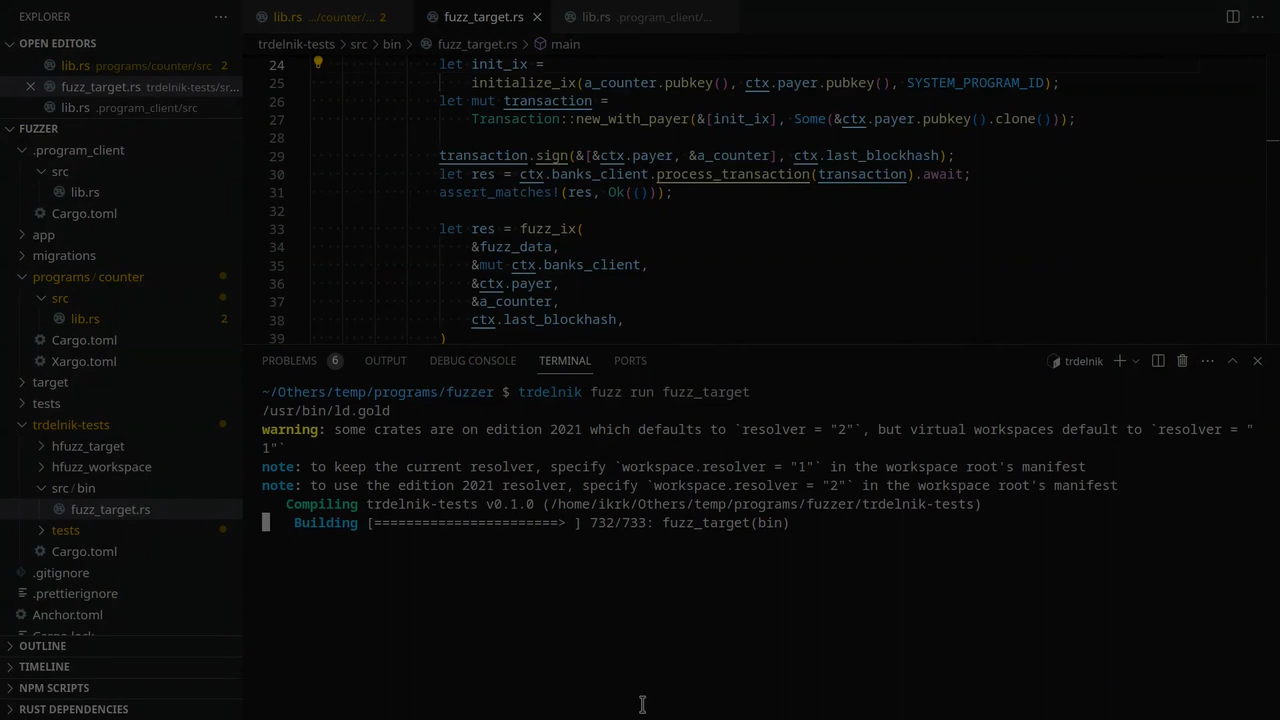 EXPLORER
OPEN EDITORS
lib.rs programs/counter/src 2
fuzz_target.rs trdelnik-tests/sr...
lib.rs .program_client/src
FUZZER
.program_client
src
lib.rs
Cargo.toml
app
migrations
programs / counter
src
lib.rs 2
Cargo.toml
Xargo.toml
target
tests
trdelnik-tests
hfuzz_target
hfuzz_workspace
src / bin
fuzz_target.rs
tests
Cargo.toml
.gitignore
.prettierignore
Anchor.toml
Cargo.lock
OUTLINE
TIMELINE
NPM SCRIPTS
RUST DEPENDENCIES
lib.rs .../counter/... 2
fuzz_target.rs
lib.rs .program_client/...
trdelnik-tests > src > bin > fuzz_target.rs > main
24 let init_ix =
25 initialize_ix(a_counter.pubkey(), ctx.payer.pubkey(), SYSTEM_PROGRAM_ID);
26 let mut transaction =
27 Transaction::new_with_payer(&[init_ix], Some(&ctx.payer.pubkey().clone()));
28
29 transaction.sign(&[&ctx.payer, &a_counter], ctx.last_blockhash);
30 let res = ctx.banks_client.process_transaction(transaction).await;
31 assert_matches!(res, Ok(()));
32
33 let res = fuzz_ix(
34 &fuzz_data,
35 &mut ctx.banks_client,
36 &ctx.payer,
37 &a_counter,
38 ctx.last_blockhash,
39 )
PROBLEMS 6 OUTPUT DEBUG CONSOLE TERMINAL PORTS
trdelnik
~/Others/temp/programs/fuzzer $ trdelnik fuzz run fuzz_target
/usr/bin/ld.gold
warning: some crates are on edition 2021 which defaults to `resolver = "2"`, but virtual workspaces default to `resolver = "
1"`
note: to keep the current resolver, specify `workspace.resolver = "1"` in the workspace root's manifest
note: to use the edition 2021 resolver, specify `workspace.resolver = "2"` in the workspace root's manifest
Compiling trdelnik-tests v0.1.0 (/home/ikrk/Others/temp/programs/fuzzer/trdelnik-tests)
Building [=======================> ] 732/733: fuzz_target(bin)